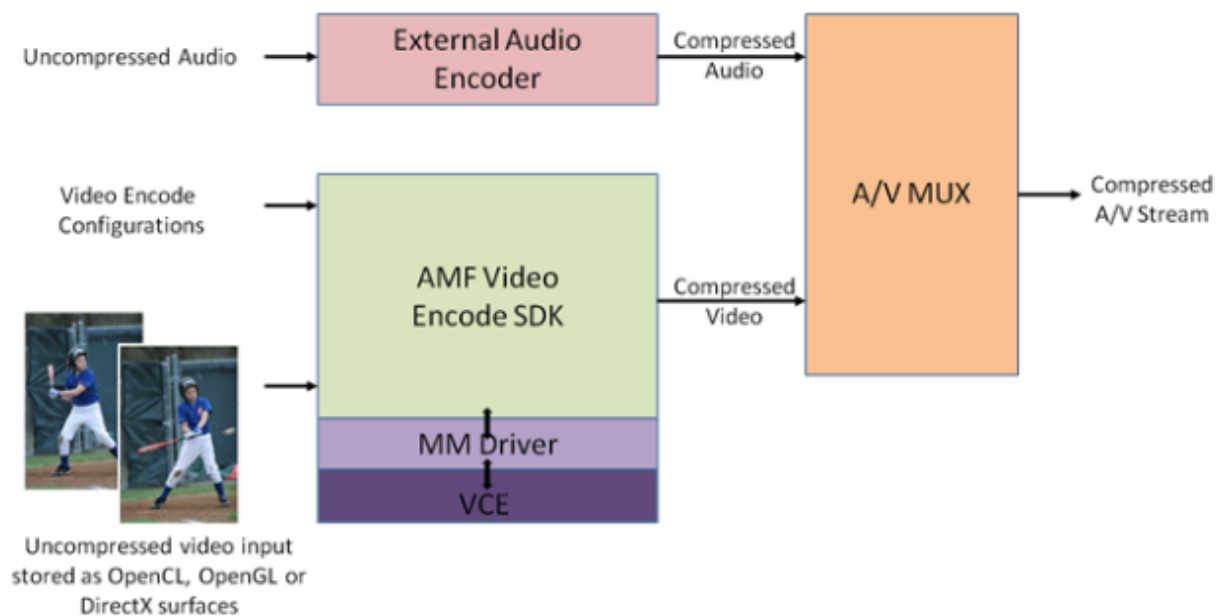 Uncompressed Audio
External Audio
Encoder
Compressed
Audio
Video Encode
Configurations
AMF Video
Encode SDK
Compressed
Video
A/V MUX
Compressed
A/V Stream
MM Driver
VCE
Uncompressed video input
stored as OpenCL, OpenGL or
DirectX surfaces